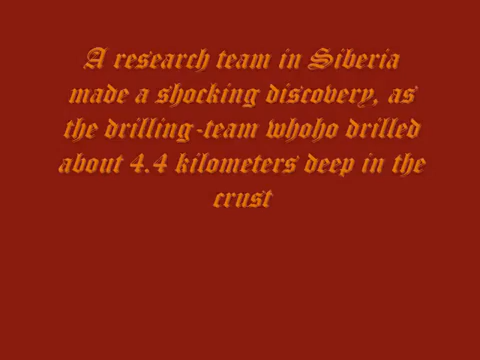 A research team in Siberia
made a shocking discovery, as
the drilling-team whoho drilled
about 4.4 kilometers deep in the
crust